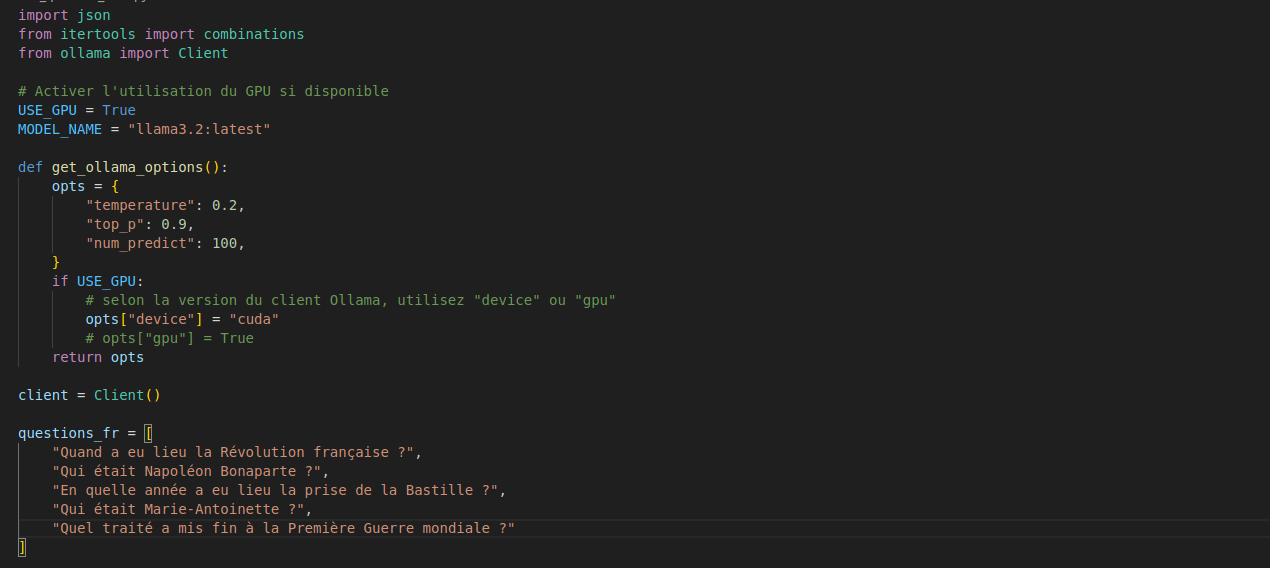 import json
from itertools import combinations
from ollama import Client
# Activer l'utilisation du GPU si disponible
USE_GPU = True
MODEL_NAME = "llama3.2:latest"
def get_ollama_options():
    opts = {
        "temperature": 0.2,
        "top_p": 0.9,
        "num_predict": 100,
    }
    if USE_GPU:
        # selon la version du client Ollama, utilisez "device" ou "gpu"
        opts["device"] = "cuda"
        # opts["gpu"] = True
    return opts
client = Client()
questions_fr = [
    "Quand a eu lieu la Révolution française ?",
    "Qui était Napoléon Bonaparte ?",
    "En quelle année a eu lieu la prise de la Bastille ?",
    "Qui était Marie-Antoinette ?",
    "Quel traité a mis fin à la Première Guerre mondiale ?"
]